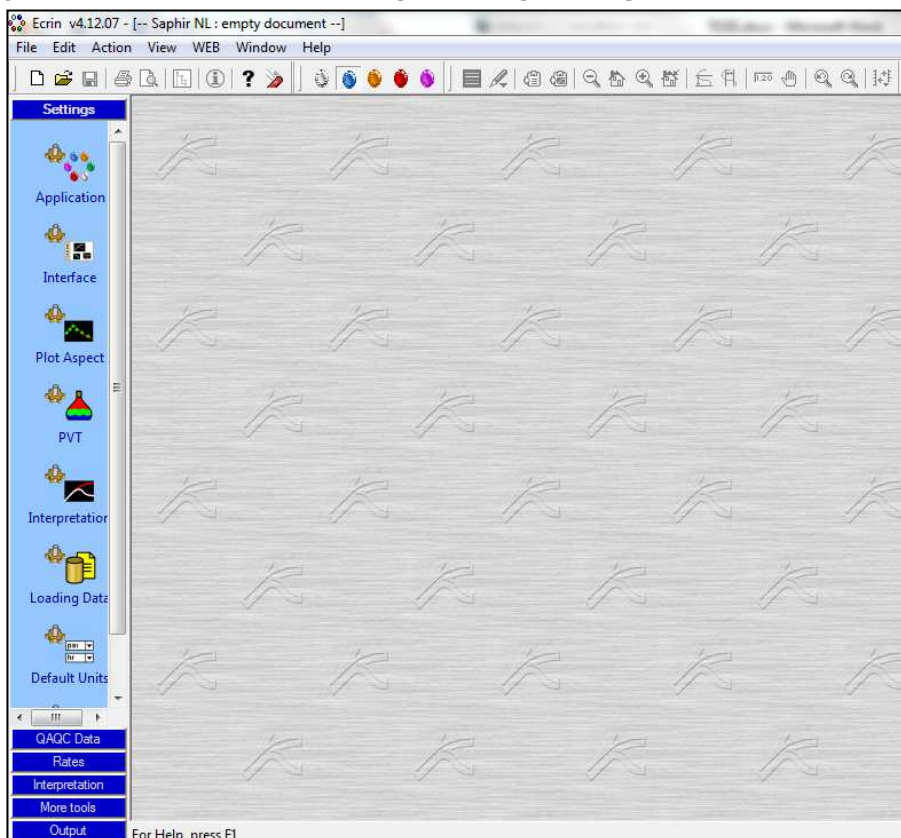 Ecrin v4.12.07 - [-- Saphir NL : empty document --]
File Edit Action View WEB Window Help
Settings
Application
Interface
Plot Aspect
PVT
Interpretation
Loading Data
Default Units
QAQC Data
Rates
Interpretation
More tools
Output
For Help, press F1